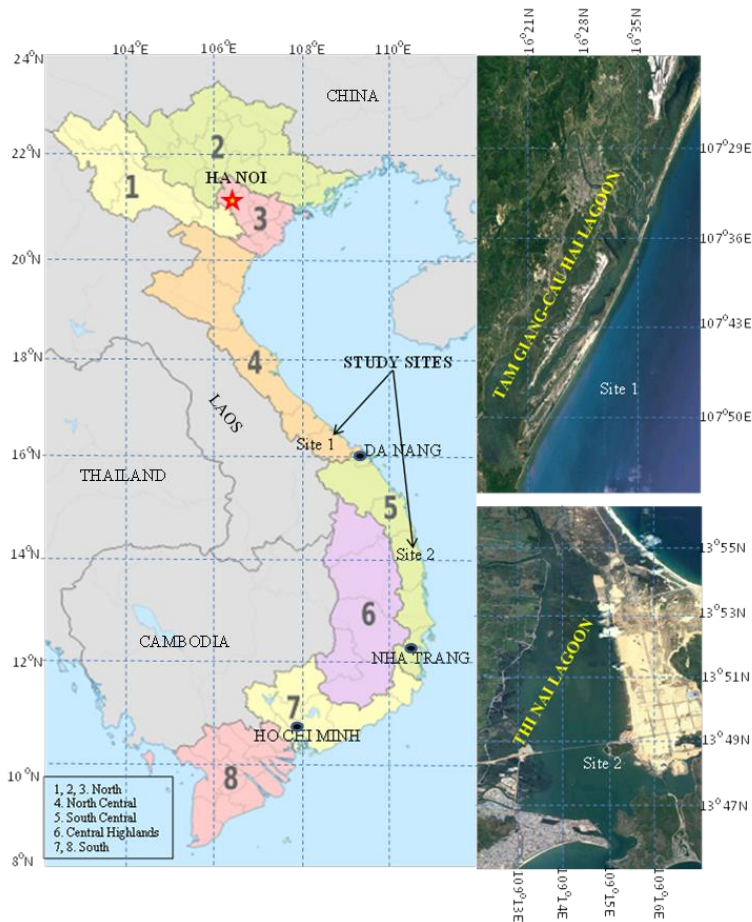 104°E
106°E
108°E
110°E
24°N
22°N
20°N
18°N
16°N
14°N
12°N
10°N
8°N
CHINA
2
1
HA NOI
3
4
STUDY SITES
LAOS
Site 1
DA NANG
THAILAND
5
Site 2
6
CAMBODIA
NHA TRANG
7
HO CHI MINH
8
1, 2, 3. North
4. North Central
5. South Central
6. Central Highlands
7, 8. South
16°21
16°28
16°35N
107°29E
107°36E
107°43E
107°50E
TAM GIANG-CAU HAI LAGOON
Site 1
13°55N
13°53N
13°51N
13°49N
13°47N
THI NAI LAGOON
Site 2
109°13E
109°14E
109°15E
109°16E